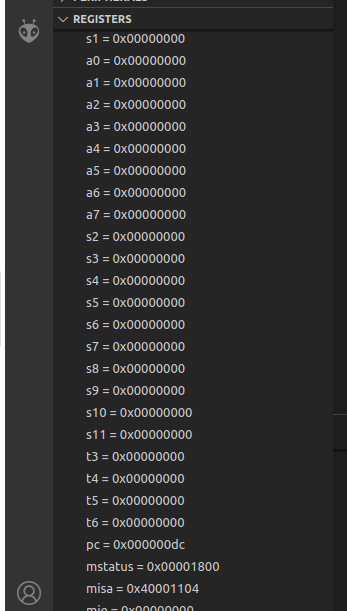 REGISTERS
s1 = 0x00000000
a0 = 0x00000000
a1 = 0x00000000
a2 = 0x00000000
a3 = 0x00000000
a4 = 0x00000000
a5 = 0x00000000
a6 = 0x00000000
a7 = 0x00000000
s2 = 0x00000000
s3 = 0x00000000
s4 = 0x00000000
s5 = 0x00000000
s6 = 0x00000000
s7 = 0x00000000
s8 = 0x00000000
s9 = 0x00000000
s10 = 0x00000000
s11 = 0x00000000
t3 = 0x00000000
t4 = 0x00000000
t5 = 0x00000000
t6 = 0x00000000
pc = 0x000000dc
mstatus = 0x00001800
misa = 0x40001104
mie = 0x00000000